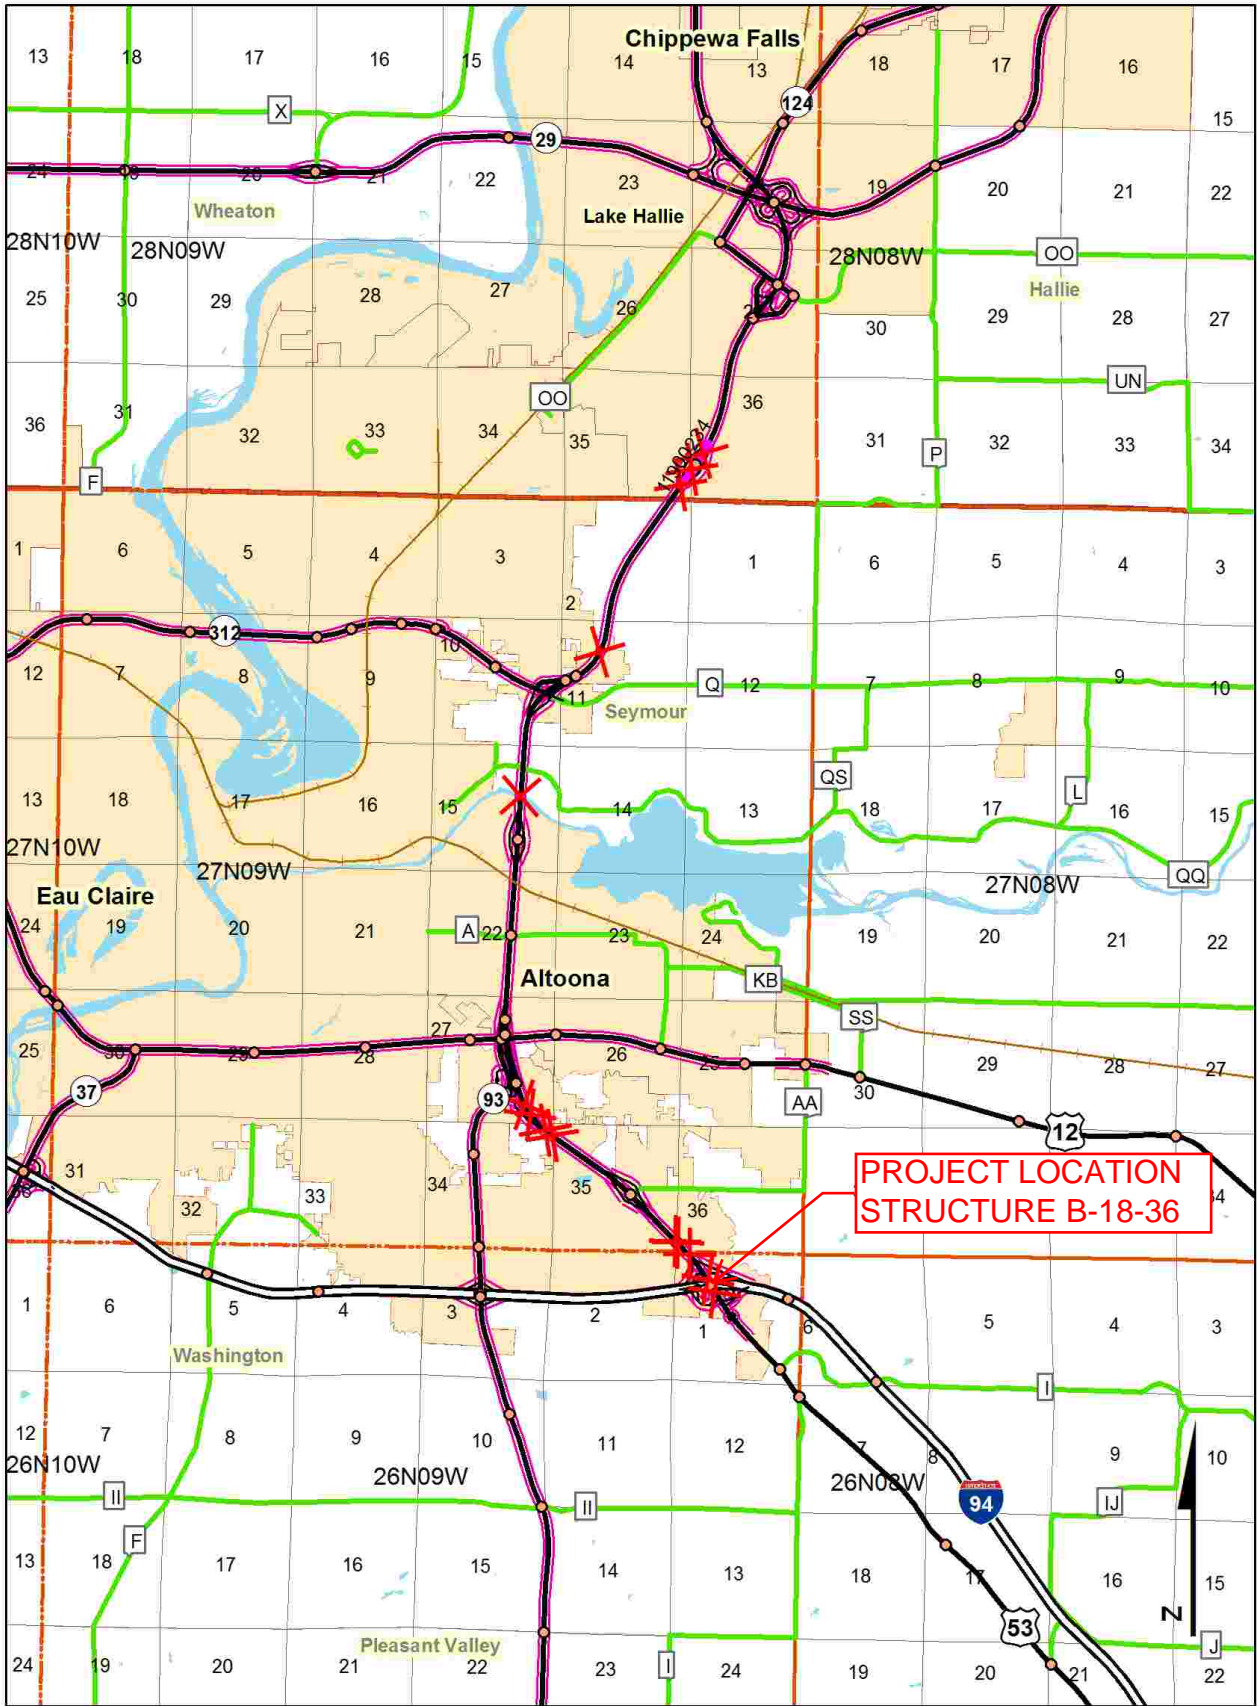 Chippewa Falls
13 18 17 16 15 14 13 18 17 16
124
X
15
29
24 19 20 21 22 23 19 20 21 22
Wheaton
Lake Hallie
28N10W 28N09W 28N08W
OO
Hallie
25 30 29 28 27 26 30 29 28 27
UN
OO
36 31 32 33 34 35 36 31 32 33 34
P
F
1 6 5 4 3 2 1 6 5 4 3
312
12 7 8 9 10 11 12 7 8 9 10
Q
Seymour
QS
L
13 18 17 16 15 14 13 18 17 16 15
27N10W 27N09W 27N08W
QQ
Eau Claire
24 19 20 21 22 23 24 19 20 21 22
A
Altoona
KB
SS
25 30 29 28 27 26 25 30 29 28 27
37
93
AA
12
31 32 33 34 35 36 34
PROJECT LOCATION
STRUCTURE B-18-36
1 6 5 4 3 2 1 6 5 4 3
Washington
I
12 7 8 9 10 11 12 7 8 9 10
26N10W 26N09W 26N08W
II
II
94
IJ
F
13 18 17 16 15 14 13 18 17 16 15
N
53
Pleasant Valley
J
24 19 20 21 22 23 I 24 19 20 21 22